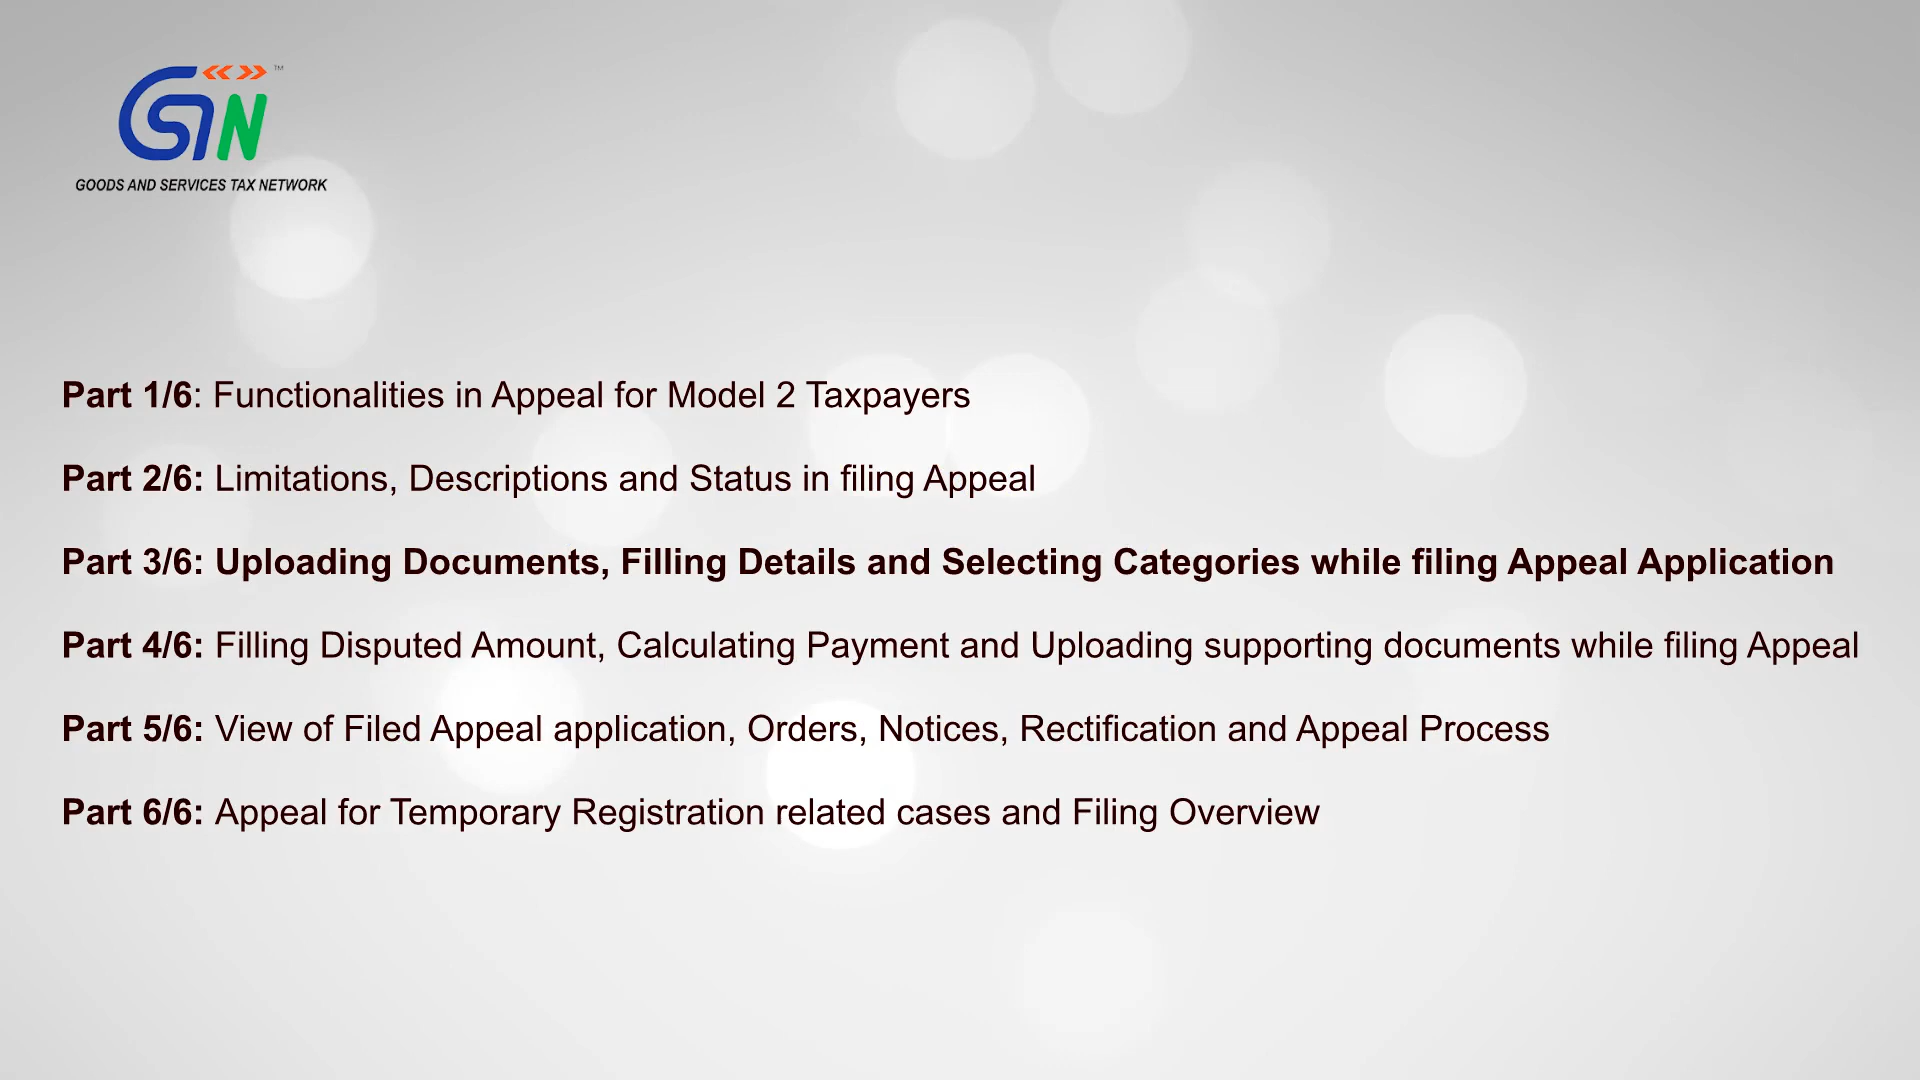 GSTN™
GOODS AND SERVICES TAX NETWORK
Part 1/6: Functionalities in Appeal for Model 2 Taxpayers
Part 2/6: Limitations, Descriptions and Status in filing Appeal
Part 3/6: Uploading Documents, Filling Details and Selecting Categories while filing Appeal Application
Part 4/6: Filling Disputed Amount, Calculating Payment and Uploading supporting documents while filing Appeal
Part 5/6: View of Filed Appeal application, Orders, Notices, Rectification and Appeal Process
Part 6/6: Appeal for Temporary Registration related cases and Filing Overview